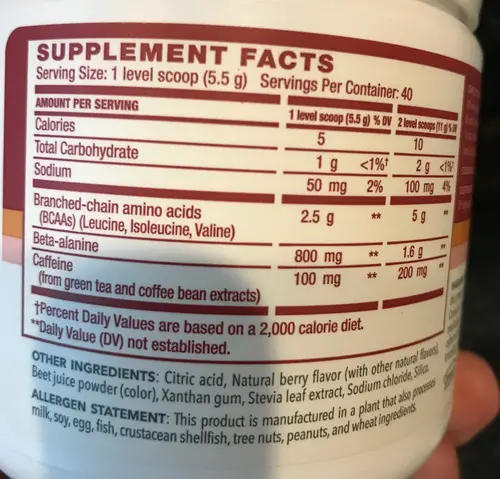 SUPPLEMENT FACTS
Serving Size: 1 level scoop (5.5 g) Servings Per Container: 40
AMOUNT PER SERVING 1 level scoop (5.5 g) % DV 2 level scoops (11 g) % DV
Calories 5 10
Total Carbohydrate 1 g <1%† 2 g <1%†
Sodium 50 mg 2% 100 mg 4%
Branched-chain amino acids 2.5 g ** 5 g **
(BCAAs) (Leucine, Isoleucine, Valine)
Beta-alanine 800 mg ** 1.6 g **
Caffeine 100 mg ** 200 mg **
(from green tea and coffee bean extracts)
†Percent Daily Values are based on a 2,000 calorie diet.
**Daily Value (DV) not established.
OTHER INGREDIENTS: Citric acid, Natural berry flavor (with other natural flavors),
Beet juice powder (color), Xanthan gum, Stevia leaf extract, Sodium chloride, Silica.
ALLERGEN STATEMENT: This product is manufactured in a plant that also processes
milk, soy, egg, fish, crustacean shellfish, tree nuts, peanuts, and wheat ingredients.